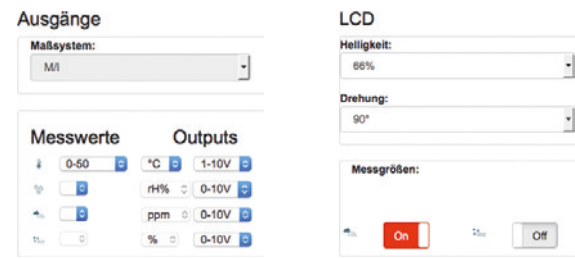 Ausgänge
Maßsystem:
M/I
Messwerte Outputs
0-50 °C 1-10V
rH% 0-10V
ppm 0-10V
% 0-10V
LCD
Helligkeit:
66%
Drehung:
90°
Messgrößen:
On Off